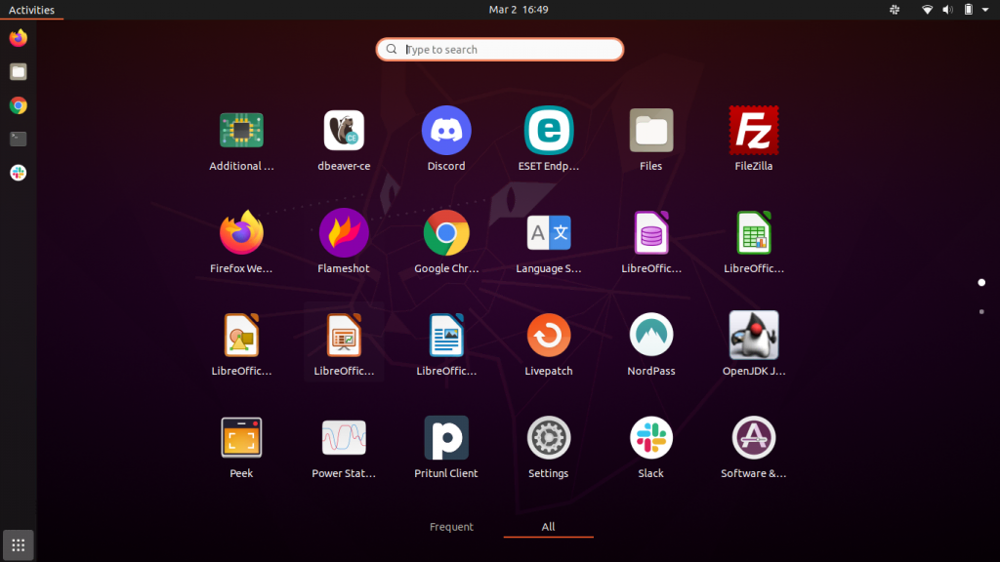 Activities
Mar 2 16:49
Type to search
Additional ...
dbeaver-ce
Discord
ESET Endp...
Files
FileZilla
Firefox We...
Flameshot
Google Chr...
Language S...
LibreOffic...
LibreOffic...
LibreOffic...
LibreOffic...
LibreOffic...
Livepatch
NordPass
OpenJDK J...
Peek
Power Stat...
Pritunl Client
Settings
Slack
Software &...
Frequent
All